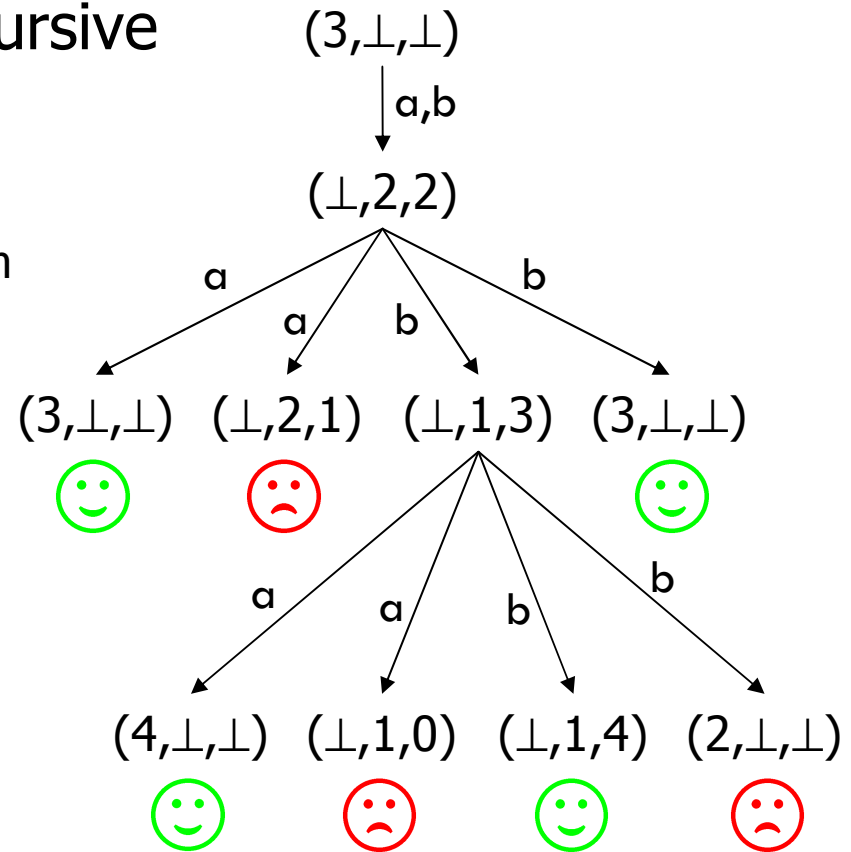 ursive
(3,⊥,⊥)
a,b
(⊥,2,2)
n
a
a
b
b
(3,⊥,⊥) (⊥,2,1) (⊥,1,3) (3,⊥,⊥)
a
a
b
b
(4,⊥,⊥) (⊥,1,0) (⊥,1,4) (2,⊥,⊥)